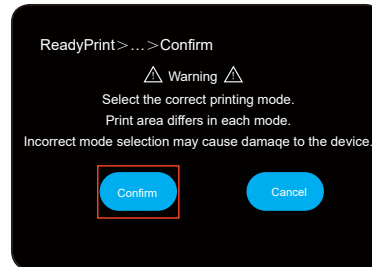 ReadyPrint＞...＞Confirm
⚠ Warning ⚠
Select the correct printing mode.
Print area differs in each mode.
Incorrect mode selection may cause damaqe to the device.
Confirm
Cancel